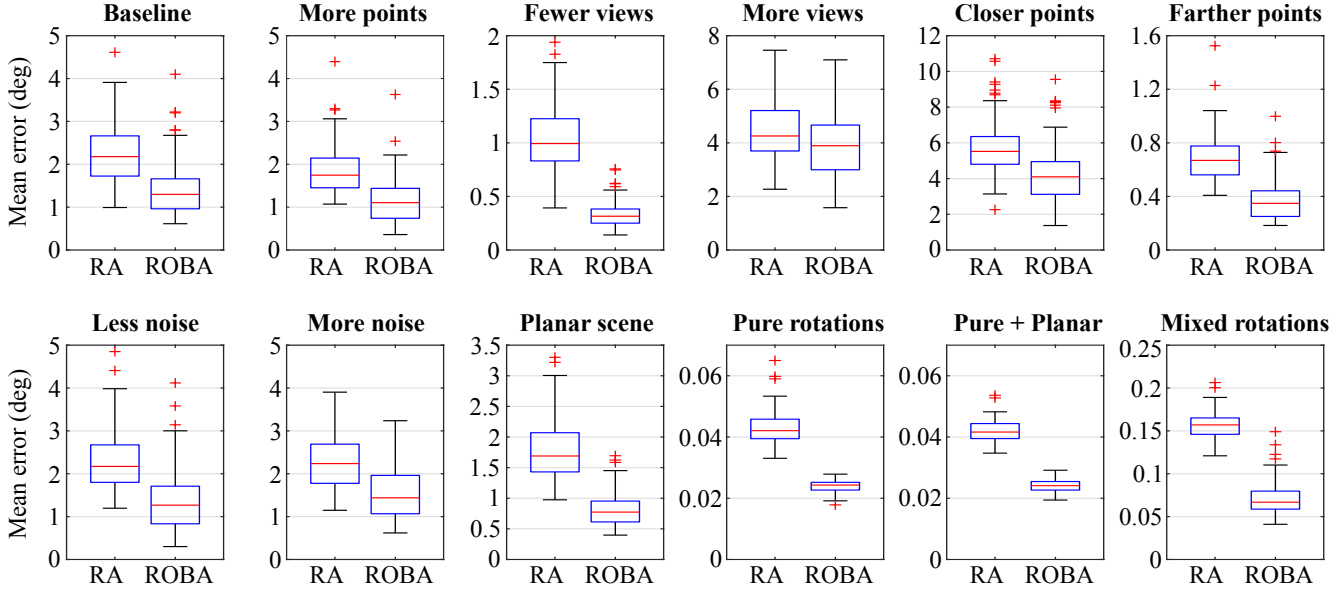 Baseline
More points
Fewer views
More views
Closer points
Farther points
Mean error (deg)
5
4
3
2
1
0
RA ROBA
5
4
3
2
1
0
RA ROBA
2
1.5
1
0.5
0
RA ROBA
8
6
4
2
0
RA ROBA
12
10
8
6
4
2
0
RA ROBA
1.6
1.2
0.8
0.4
0
RA ROBA
Less noise
More noise
Planar scene
Pure rotations
Pure + Planar
Mixed rotations
Mean error (deg)
5
4
3
2
1
0
RA ROBA
5
4
3
2
1
0
RA ROBA
3.5
3
2.5
2
1.5
1
0.5
0
RA ROBA
0.06
0.04
0.02
0
RA ROBA
0.06
0.04
0.02
0
RA ROBA
0.25
0.2
0.15
0.1
0.05
0
RA ROBA